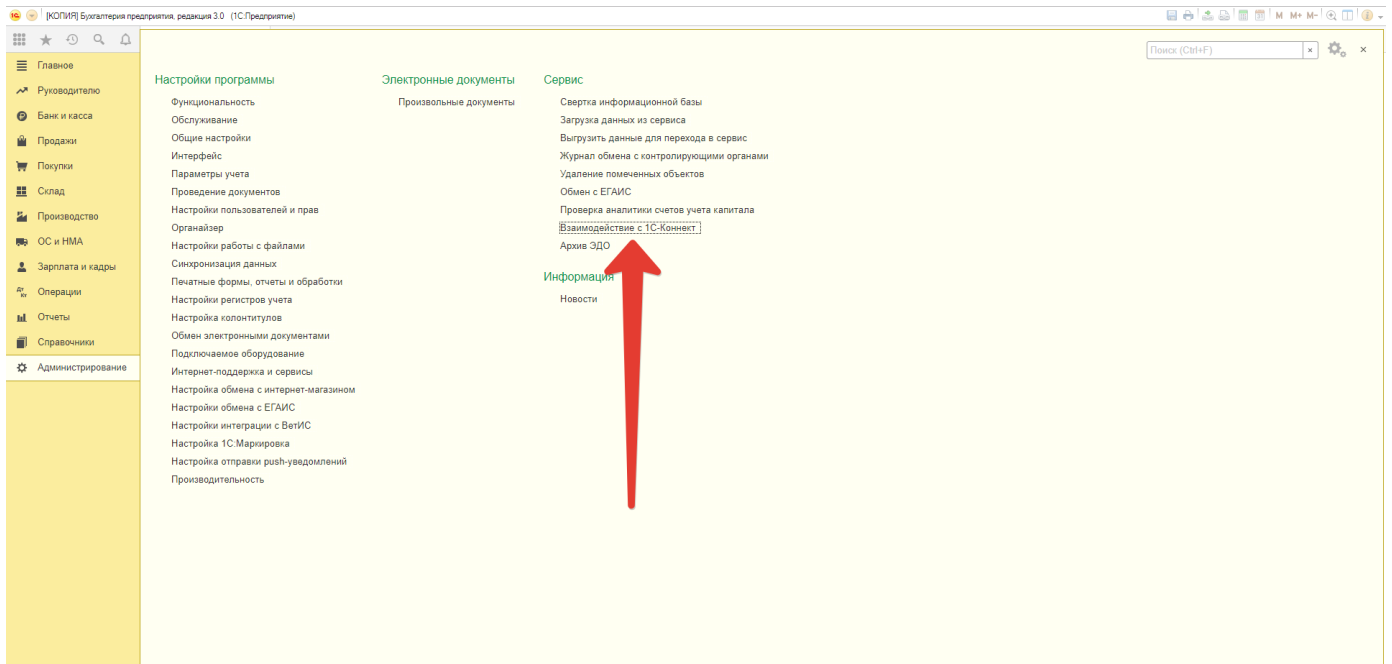 [КОПИЯ] Бухгалтерия предприятия, редакция 3.0 (1С:Предприятие)
M M+ M-
Поиск (Ctrl+F)
Главное
Руководителю
Банк и касса
Продажи
Покупки
Склад
Производство
ОС и НМА
Зарплата и кадры
Операции
Отчеты
Справочники
Администрирование
Настройки программы
Функциональность
Обслуживание
Общие настройки
Интерфейс
Параметры учета
Проведение документов
Настройки пользователей и прав
Органайзер
Настройки работы с файлами
Синхронизация данных
Печатные формы, отчеты и обработки
Настройки регистров учета
Настройка колонтитулов
Обмен электронными документами
Подключаемое оборудование
Интернет-поддержка и сервисы
Настройка обмена с интернет-магазином
Настройки обмена с ЕГАИС
Настройки интеграции с ВетИС
Настройка 1С:Маркировка
Настройка отправки push-уведомлений
Производительность
Электронные документы
Произвольные документы
Сервис
Свертка информационной базы
Загрузка данных из сервиса
Выгрузить данные для перехода в сервис
Журнал обмена с контролирующими органами
Удаление помеченных объектов
Обмен с ЕГАИС
Проверка аналитики счетов учета капитала
Взаимодействие с 1С-Коннект
Архив ЭДО
Информация
Новости